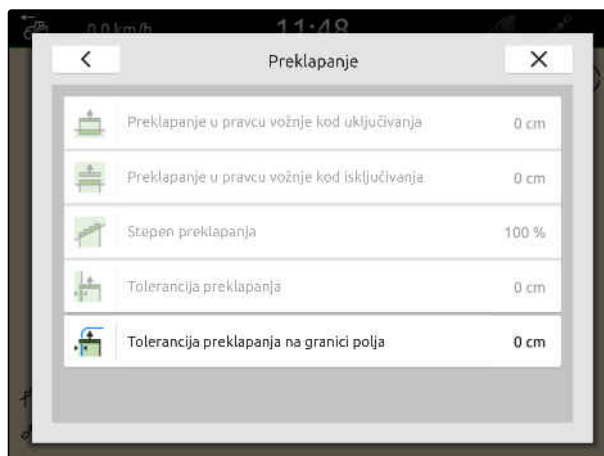 0.0 km/h 11:48
Preklapanje
Preklapanje u pravcu vožnje kod uključivanja 0 cm
Preklapanje u pravcu vožnje kod isključivanja 0 cm
Stepen preklapanja 100 %
Tolerancija preklapanja 0 cm
Tolerancija preklapanja na granici polja 0 cm